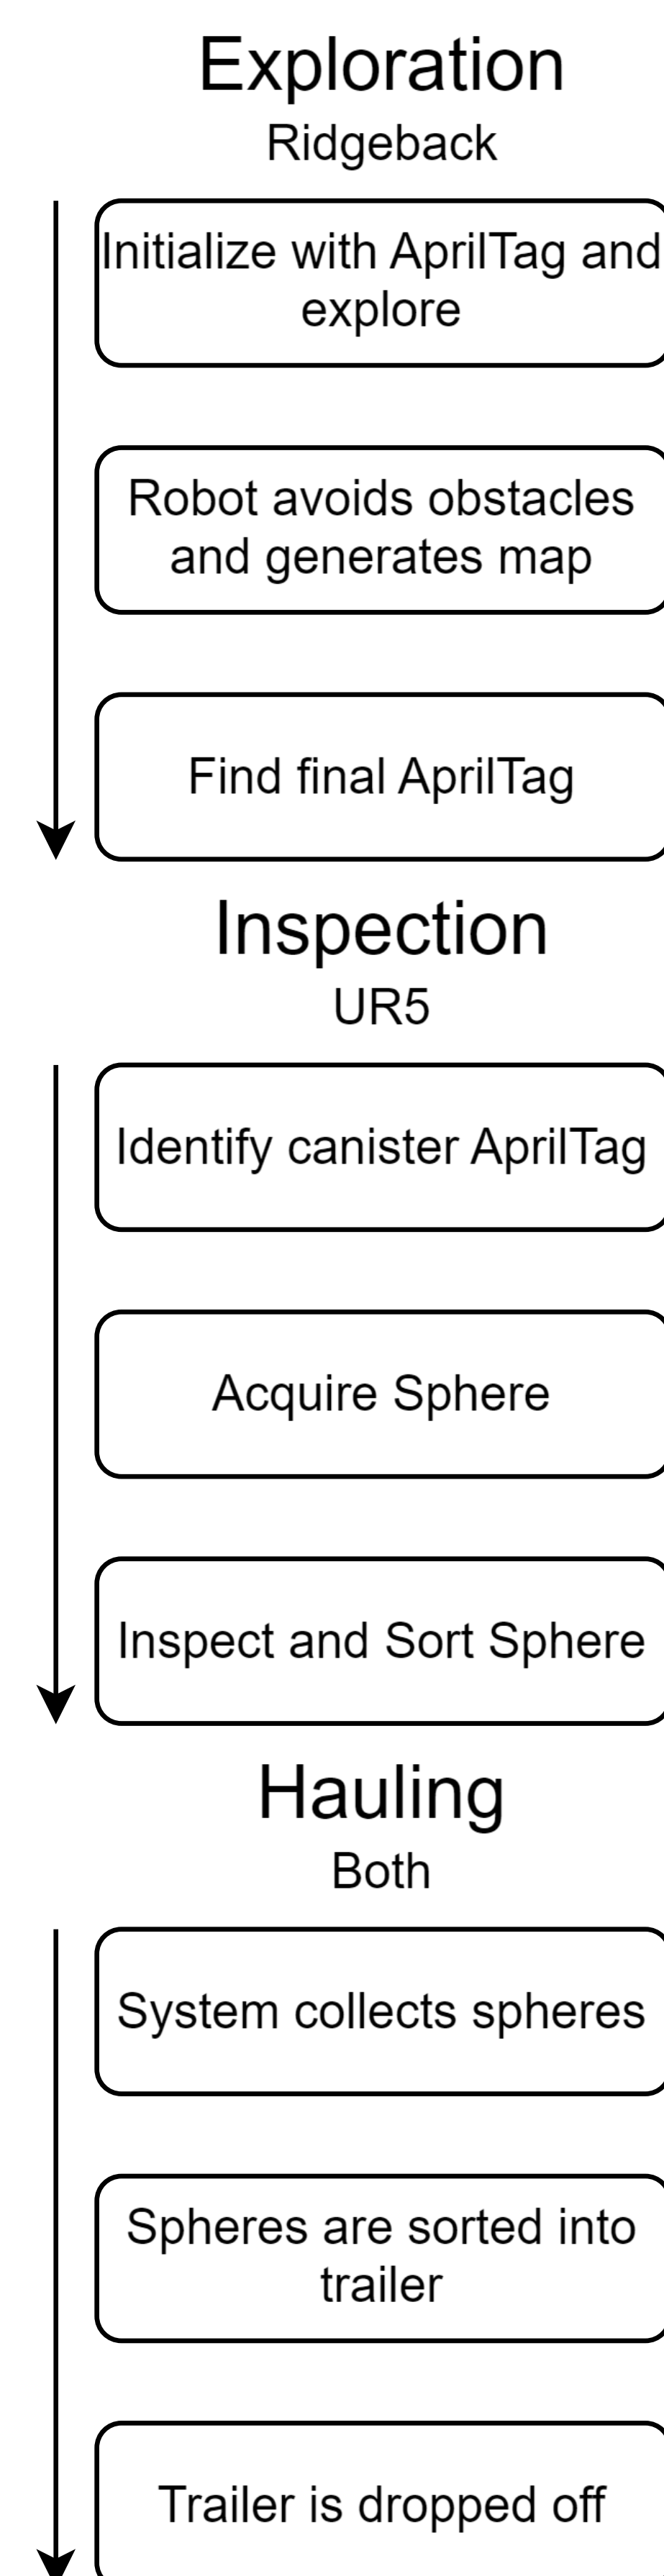 Exploration
Ridgeback
Initialize with AprilTag and
explore
Robot avoids obstacles
and generates map
Find final AprilTag
Inspection
UR5
Identify canister AprilTag
Acquire Sphere
Inspect and Sort Sphere
Hauling
Both
System collects spheres
Spheres are sorted into
trailer
Trailer is dropped off